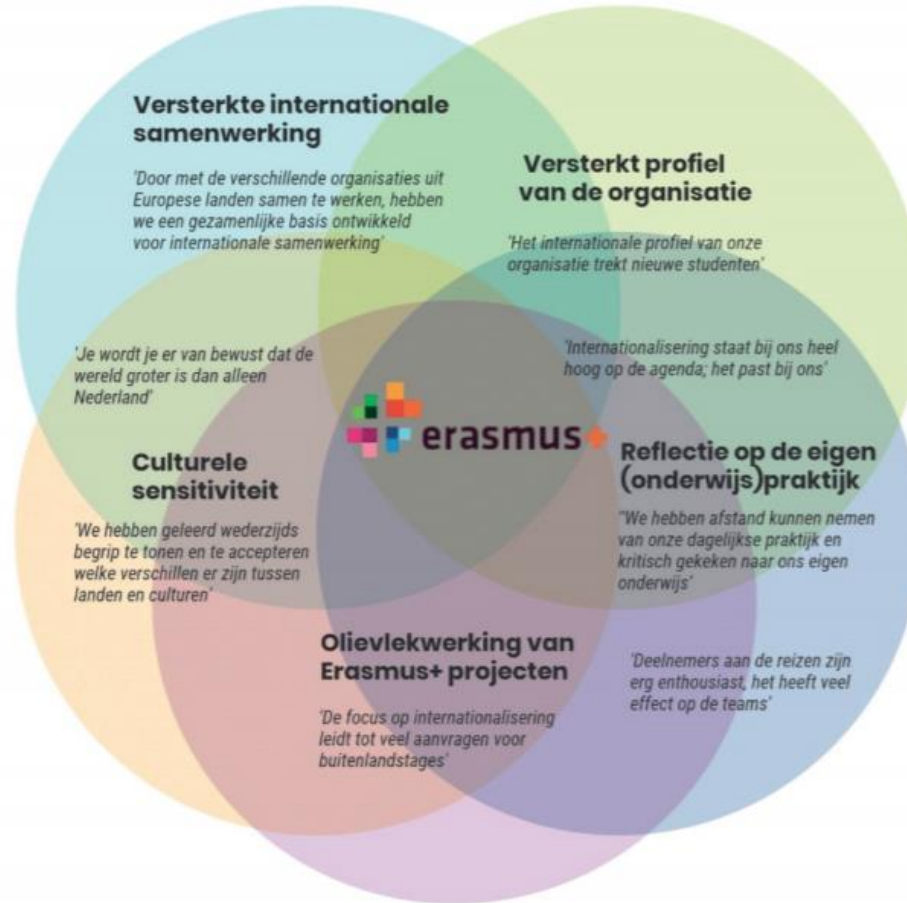 Versterkte internationale
samenwerking
'Door met de verschillende organisaties uit
Europese landen samen te werken, hebben
we een gezamenlijke basis ontwikkeld
voor internationale samenwerking'
Versterkt profiel
van de organisatie
'Het internationale profiel van onze
organisatie trekt nieuwe studenten'
'Je wordt je er van bewust dat de
wereld groter is dan alleen
Nederland'
'Internationalisering staat bij ons heel
hoog op de agenda; het past bij ons'
erasmus+
Culturele
sensitiviteit
'We hebben geleerd wederzijds
begrip te tonen en te accepteren
welke verschillen er zijn tussen
landen en culturen'
Reflectie op de eigen
(onderwijs)praktijk
"We hebben afstand kunnen nemen
van onze dagelijkse praktijk en
kritisch gekeken naar ons eigen
onderwijs'
Olievlekwerking van
Erasmus+ projecten
'De focus op internationalisering
leidt tot veel aanvragen voor
buitenlandstages'
'Deelnemers aan de reizen zijn
erg enthousiast, het heeft veel
effect op de teams'